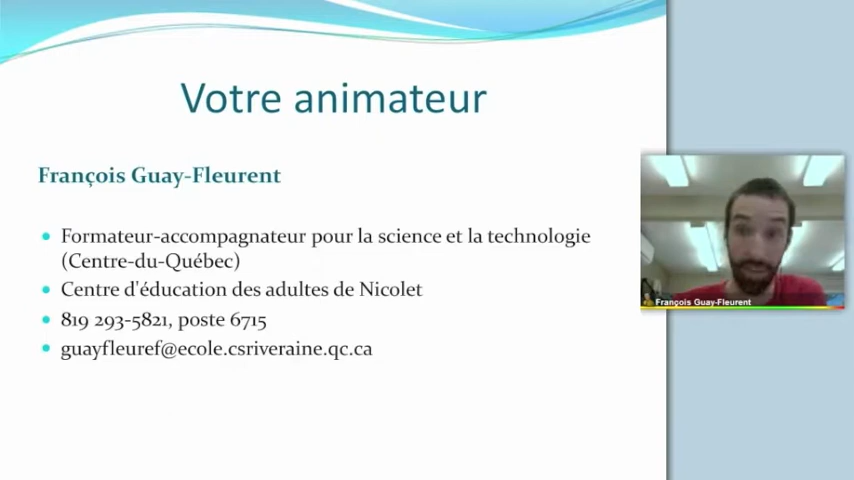 Votre animateur
François Guay-Fleurent
Formateur-accompagnateur pour la science et la technologie
(Centre-du-Québec)
Centre d'éducation des adultes de Nicolet
819 293-5821, poste 6715
guayfleuref@ecole.csriveraine.qc.ca
François Guay-Fleurent